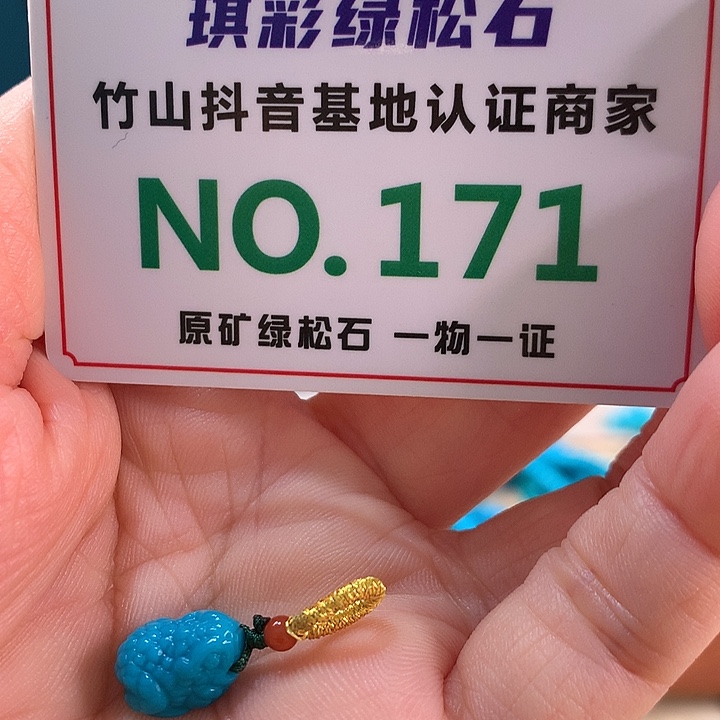 琪彩绿松石
竹山抖音基地认证商家
NO.171
原矿绿松石 一物一证